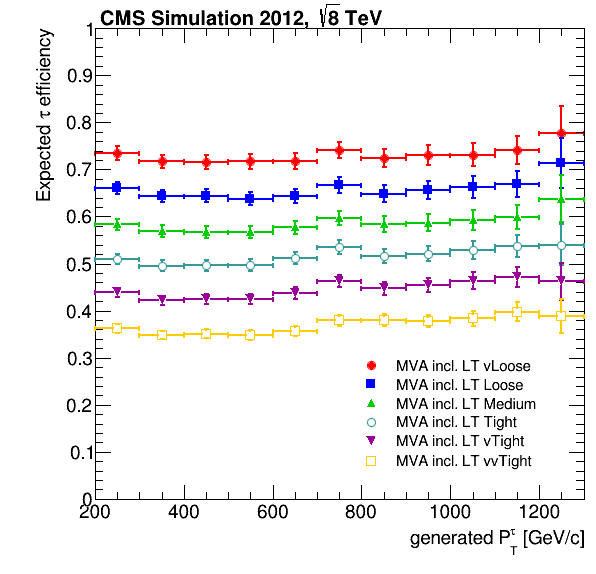 CMS Simulation 2012, √8 TeV
Expected τ efficiency
1
0.9
0.8
0.7
0.6
0.5
0.4
0.3
0.2
0.1
0
MVA incl. LT vLoose
MVA incl. LT Loose
MVA incl. LT Medium
MVA incl. LT Tight
MVA incl. LT vTight
MVA incl. LT vvTight
200 400 600 800 1000 1200
generated P_T^τ [GeV/c]